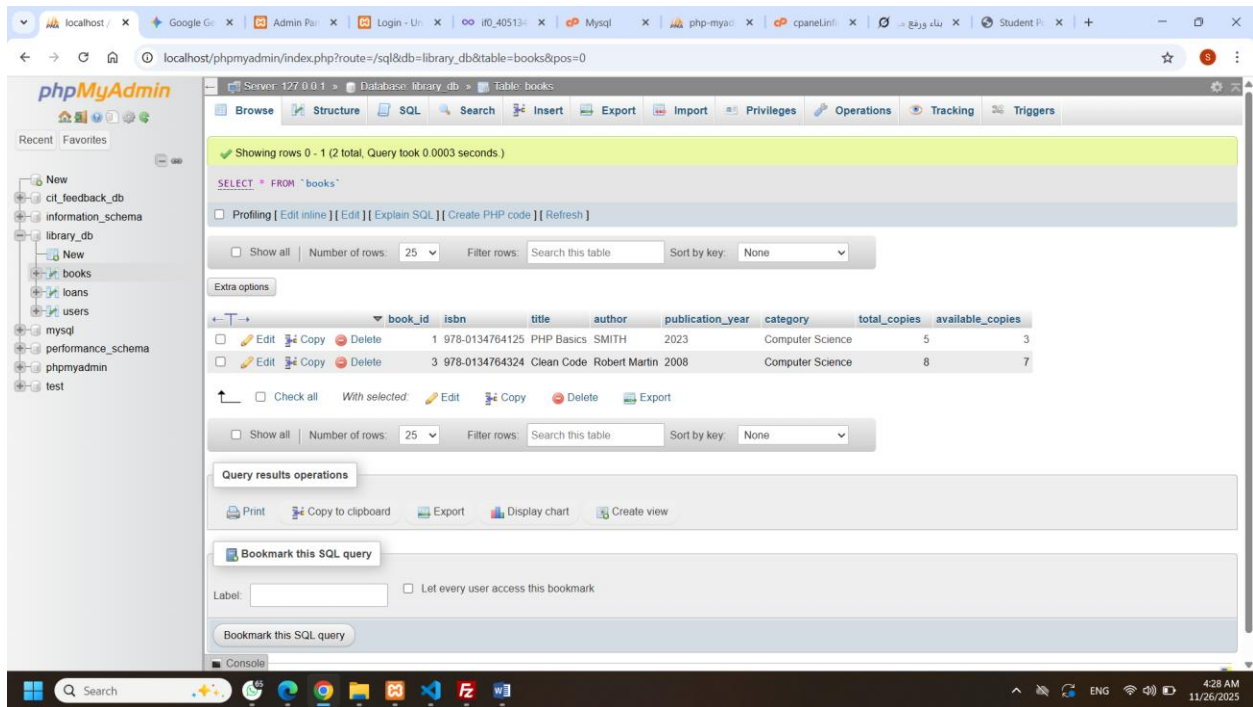 localhost /
Google Ge
Admin Pan
Login - Un
if0_40513
Mysql
php-myad
cpanel.inf
بناء ورفع
Student P
localhost/phpmyadmin/index.php?route=/sql&db=library_db&table=books&pos=0
S
phpMyAdmin
Recent Favorites
New
cit_feedback_db
information_schema
library_db
New
books
loans
users
mysql
performance_schema
phpmyadmin
test
Server: 127.0.0.1 » Database: library_db » Table: books
Browse Structure SQL Search Insert Export Import Privileges Operations Tracking Triggers
Showing rows 0 - 1 (2 total, Query took 0.0003 seconds.)
SELECT * FROM `books`
Profiling [ Edit inline ] [ Edit ] [ Explain SQL ] [ Create PHP code ] [ Refresh ]
Show all | Number of rows: 25 Filter rows: Search this table Sort by key: None
Extra options
←T→ book_id isbn title author publication_year category total_copies available_copies
Edit Copy Delete 1 978-0134764125 PHP Basics SMITH 2023 Computer Science 5 3
Edit Copy Delete 3 978-0134764324 Clean Code Robert Martin 2008 Computer Science 8 7
Check all With selected: Edit Copy Delete Export
Show all | Number of rows: 25 Filter rows: Search this table Sort by key: None
Query results operations
Print Copy to clipboard Export Display chart Create view
Bookmark this SQL query
Label: Let every user access this bookmark
Bookmark this SQL query
Console
Search
65
ENG
4:28 AM
11/26/2025